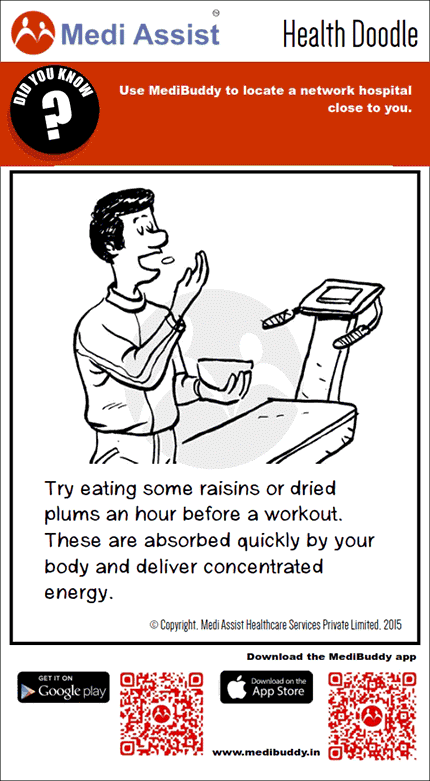 Medi Assist
Health Doodle
DID YOU KNOW
?
Use MediBuddy to locate a network hospital
close to you.
Try eating some raisins or dried
plums an hour before a workout.
These are absorbed quickly by your
body and deliver concentrated
energy.
© Copyright. Medi Assist Healthcare Services Private Limited. 2015
Download the MediBuddy app
GET IT ON
Google play
Download on the
App Store
www.medibuddy.in